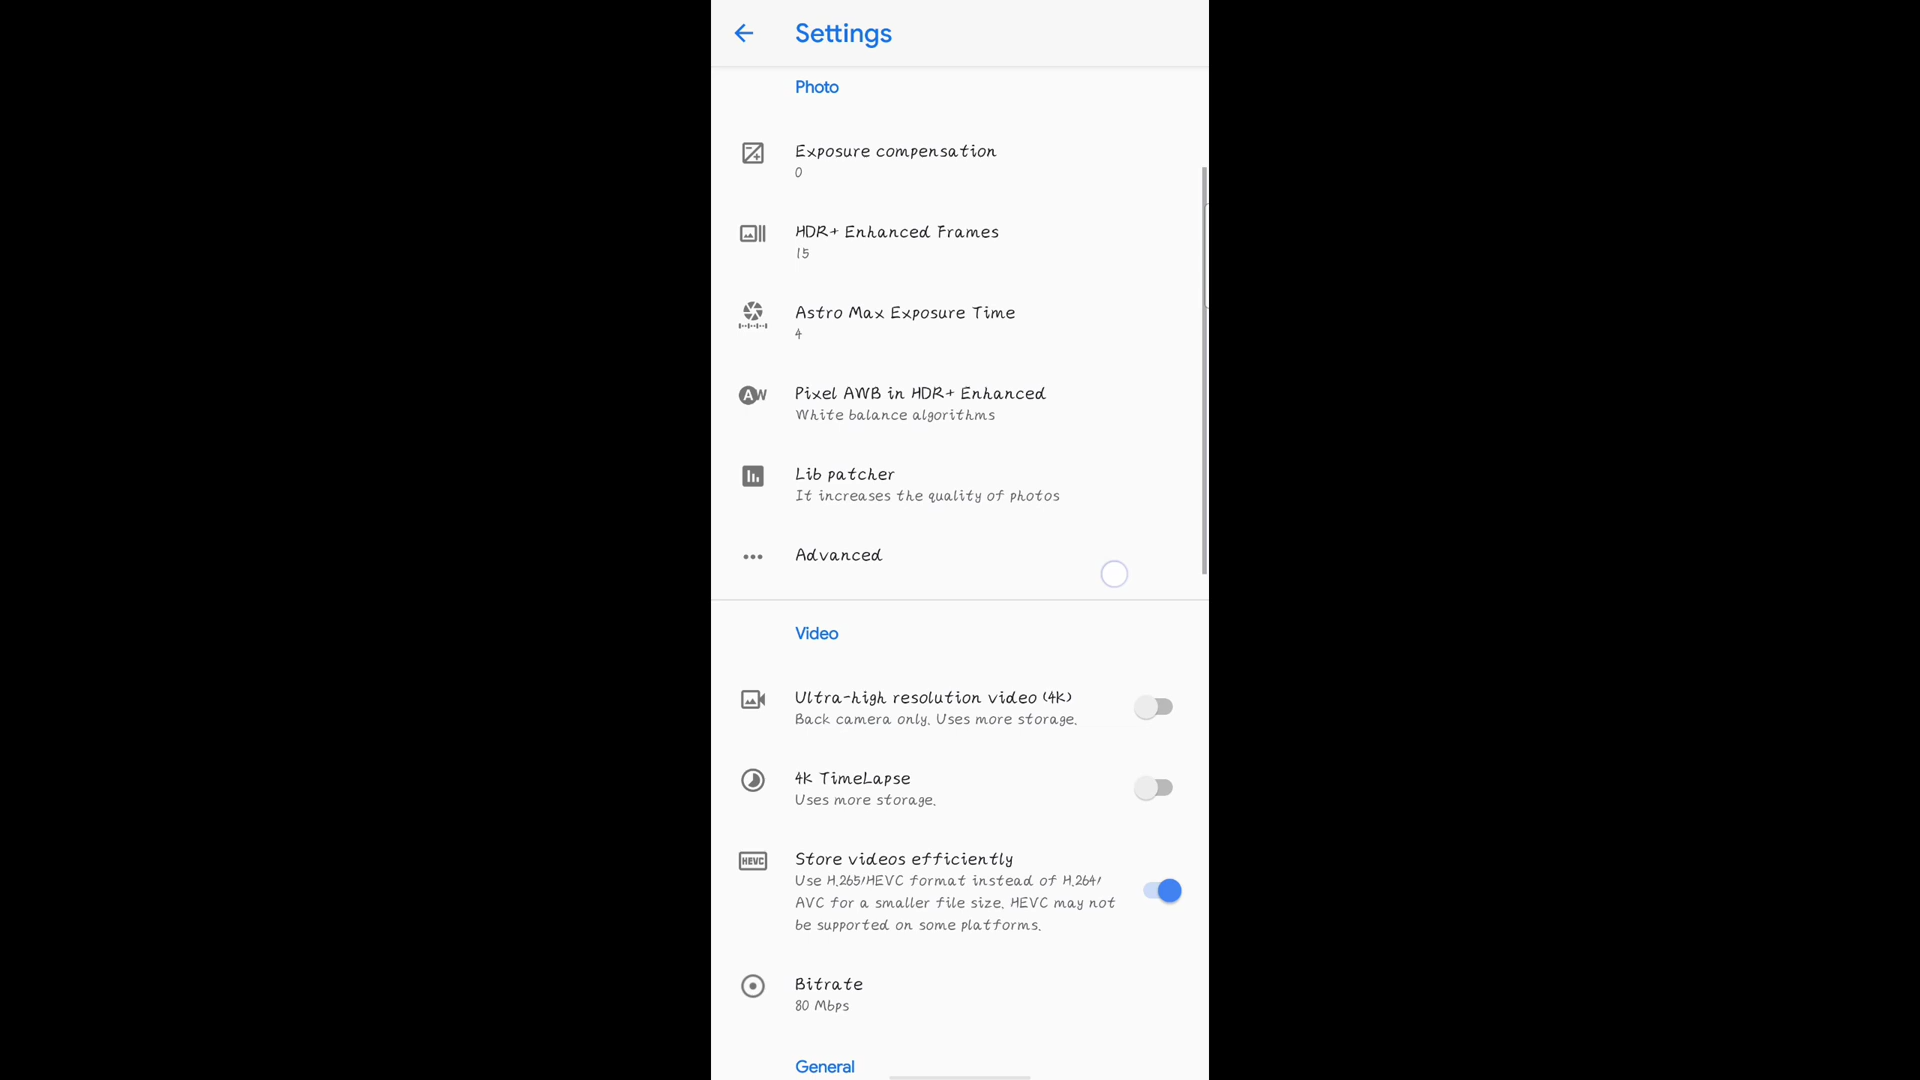 Settings
Photo
Exposure compensation
0
HDR+ Enhanced Frames
15
Astro Max Exposure Time
4
AW
Pixel AWB in HDR+ Enhanced
White balance algorithms
Lib patcher
It increases the quality of photos
Advanced
Video
Ultra-high resolution video (4K)
Back camera only. Uses more storage.
4K TimeLapse
Uses more storage.
HEVC
Store videos efficiently
Use H.265/HEVC format instead of H.264/
AVC for a smaller file size. HEVC may not
be supported on some platforms.
Bitrate
80 Mbps
General